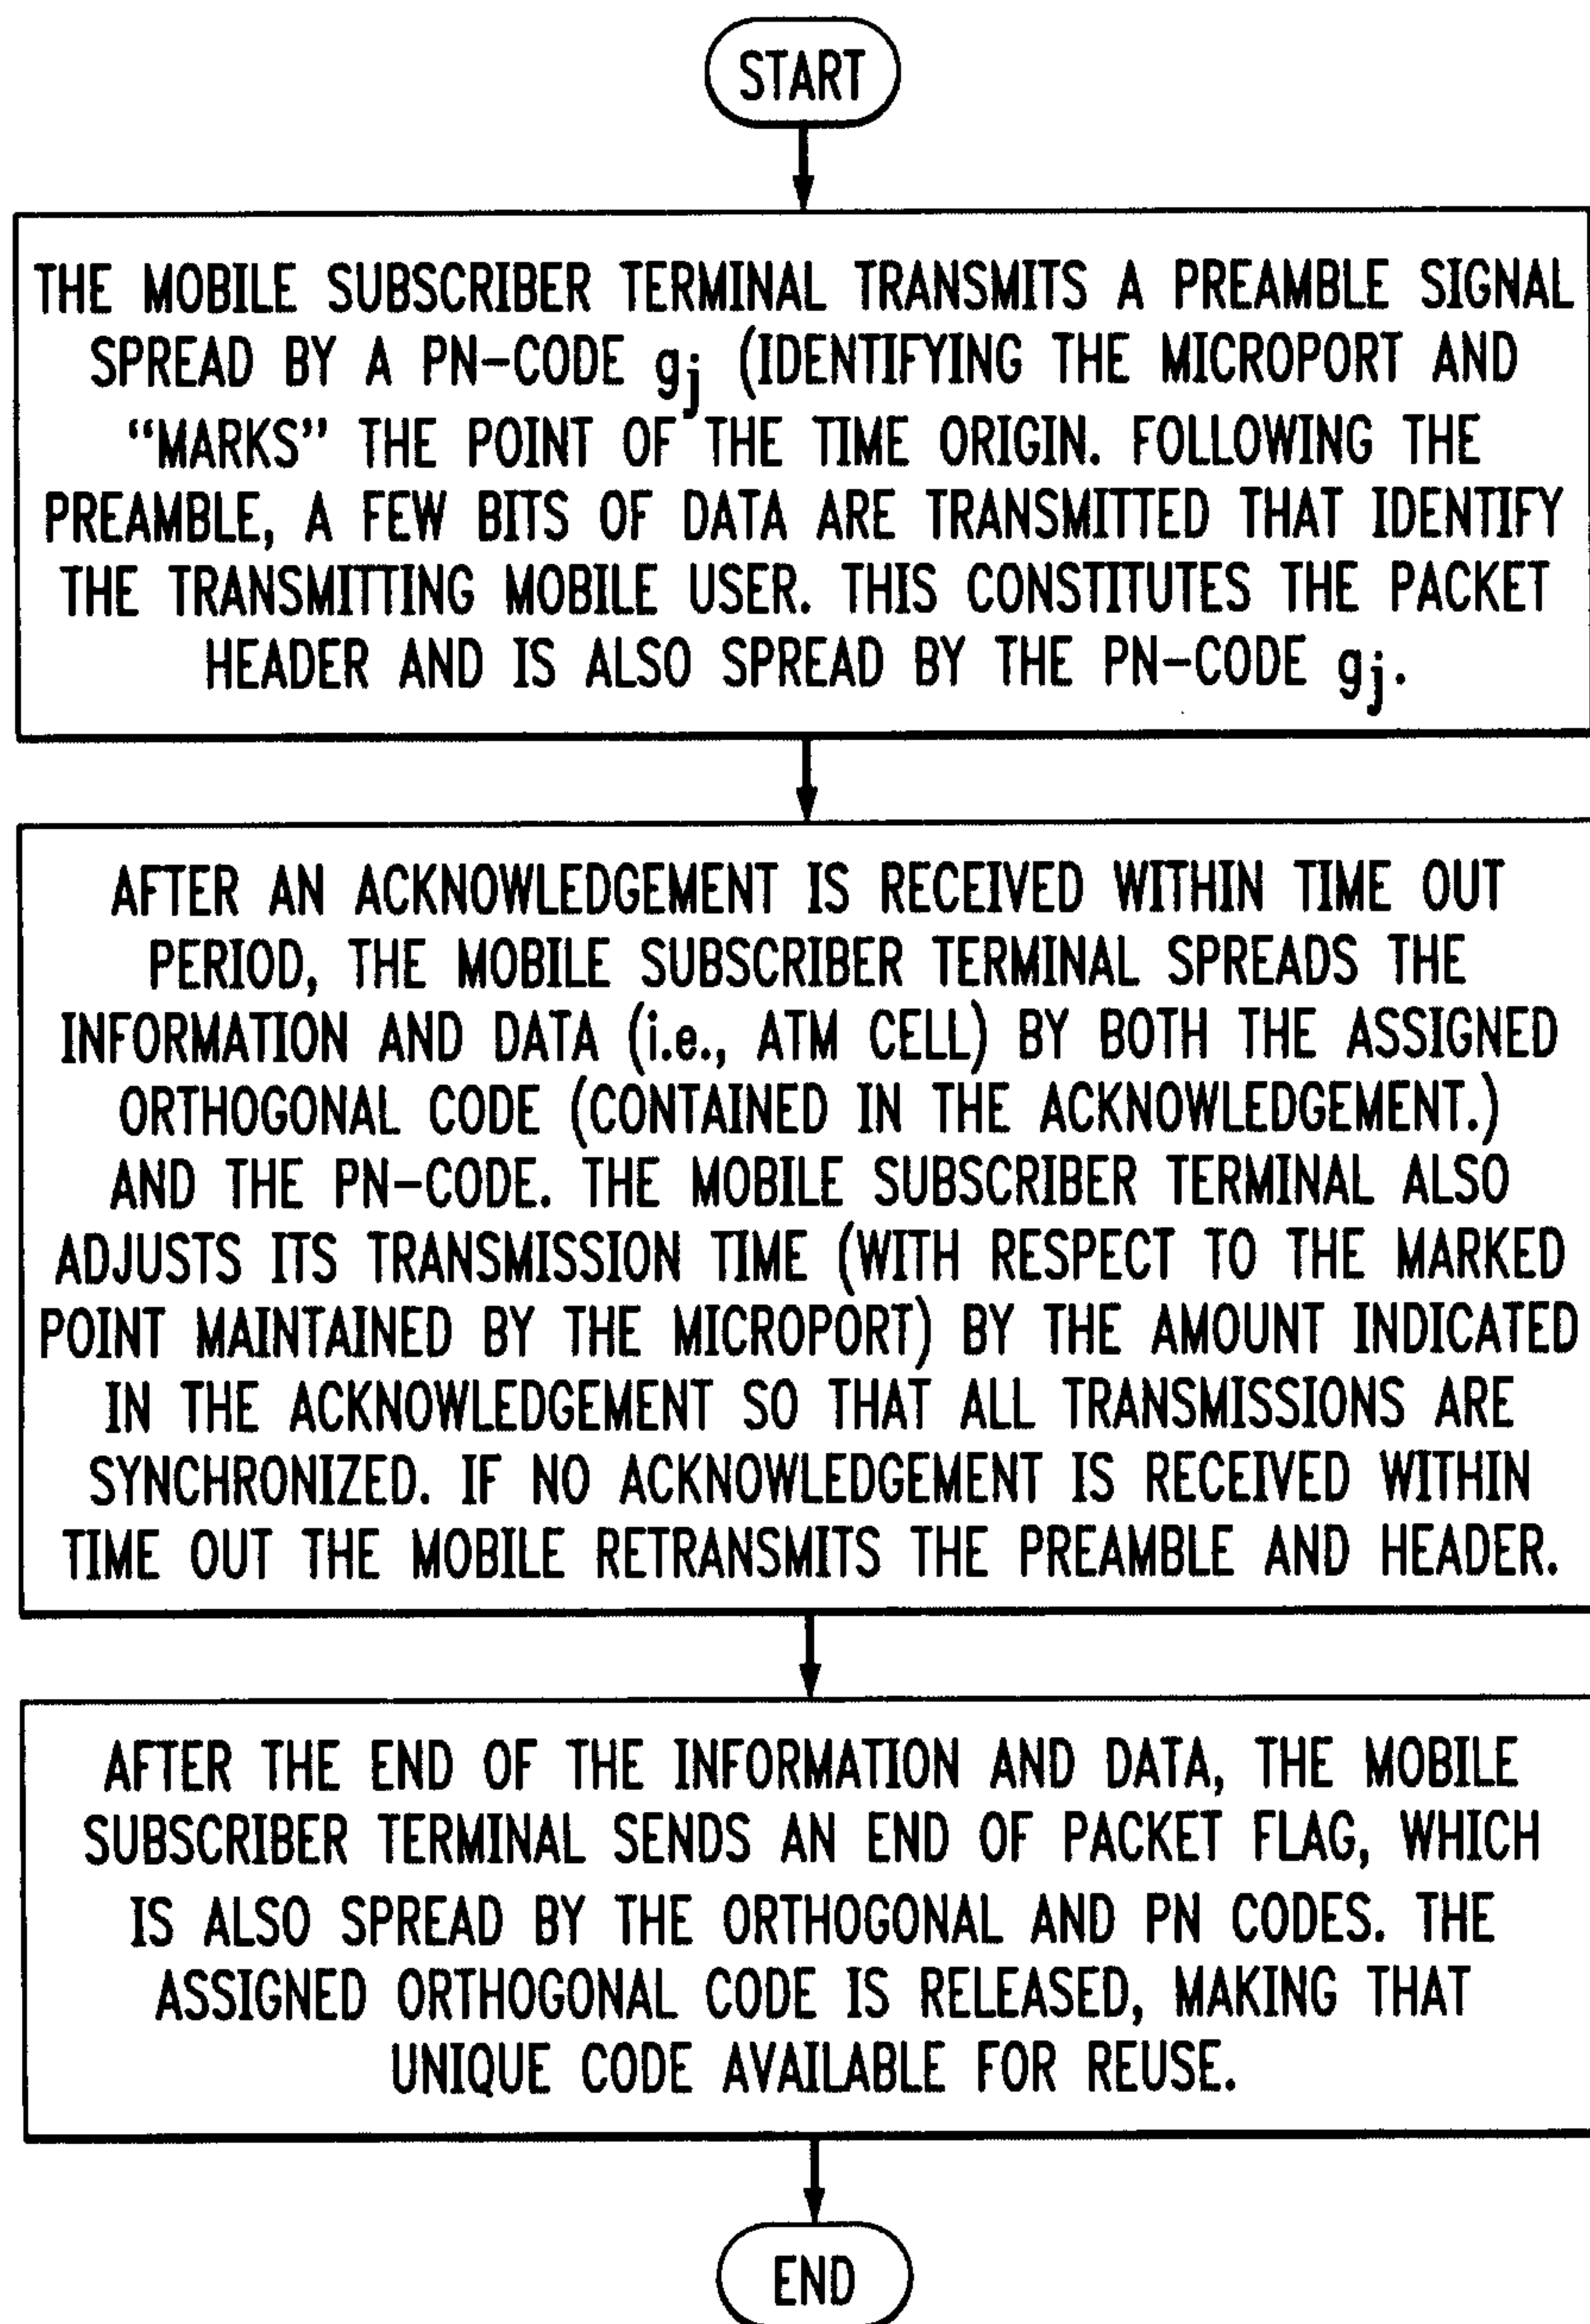 START
THE MOBILE SUBSCRIBER TERMINAL TRANSMITS A PREAMBLE SIGNAL
SPREAD BY A PN-CODE gj (IDENTIFYING THE MICROPORT AND
“MARKS” THE POINT OF THE TIME ORIGIN. FOLLOWING THE
PREAMBLE, A FEW BITS OF DATA ARE TRANSMITTED THAT IDENTIFY
THE TRANSMITTING MOBILE USER. THIS CONSTITUTES THE PACKET
HEADER AND IS ALSO SPREAD BY THE PN-CODE gj.
AFTER AN ACKNOWLEDGEMENT IS RECEIVED WITHIN TIME OUT
PERIOD, THE MOBILE SUBSCRIBER TERMINAL SPREADS THE
INFORMATION AND DATA (i.e., ATM CELL) BY BOTH THE ASSIGNED
ORTHOGONAL CODE (CONTAINED IN THE ACKNOWLEDGEMENT.)
AND THE PN-CODE. THE MOBILE SUBSCRIBER TERMINAL ALSO
ADJUSTS ITS TRANSMISSION TIME (WITH RESPECT TO THE MARKED
POINT MAINTAINED BY THE MICROPORT) BY THE AMOUNT INDICATED
IN THE ACKNOWLEDGEMENT SO THAT ALL TRANSMISSIONS ARE
SYNCHRONIZED. IF NO ACKNOWLEDGEMENT IS RECEIVED WITHIN
TIME OUT THE MOBILE RETRANSMITS THE PREAMBLE AND HEADER.
AFTER THE END OF THE INFORMATION AND DATA, THE MOBILE
SUBSCRIBER TERMINAL SENDS AN END OF PACKET FLAG, WHICH
IS ALSO SPREAD BY THE ORTHOGONAL AND PN CODES. THE
ASSIGNED ORTHOGONAL CODE IS RELEASED, MAKING THAT
UNIQUE CODE AVAILABLE FOR REUSE.
END